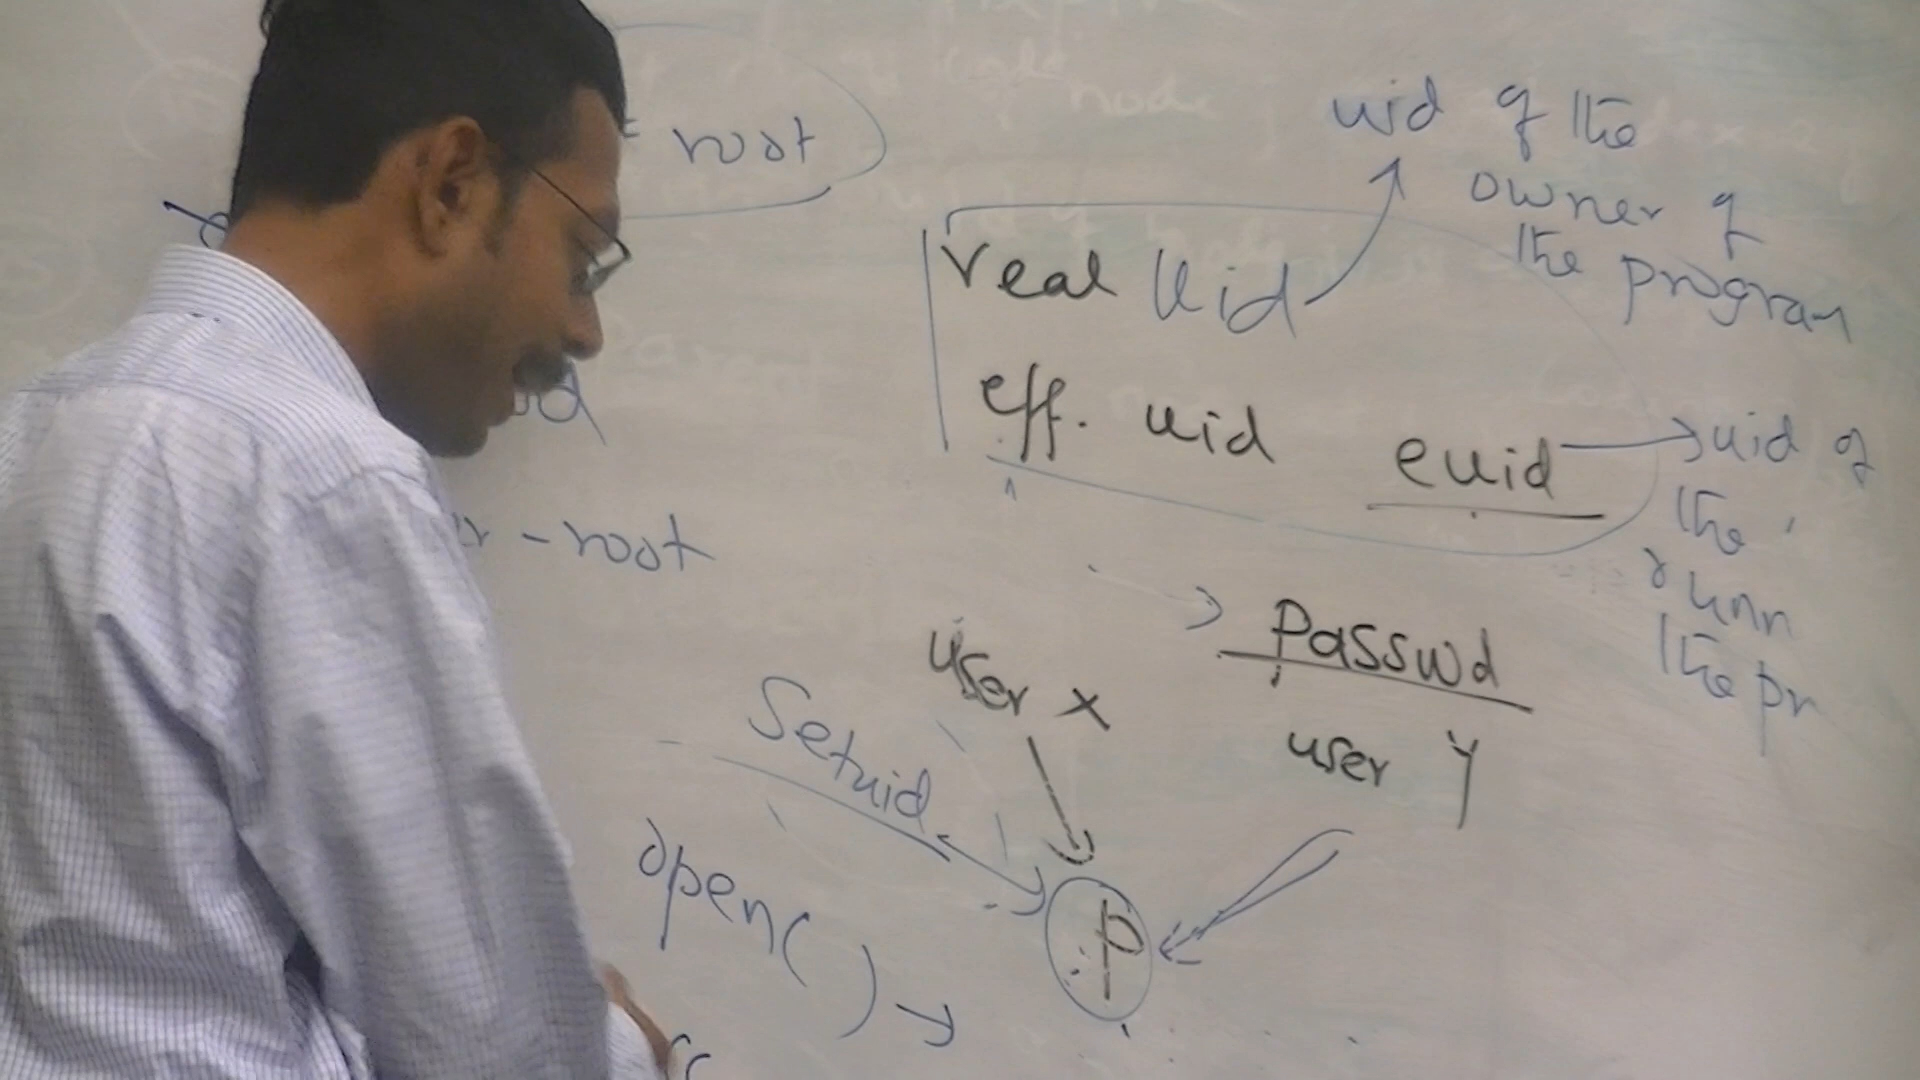 root
uid of the
owner of
the program
real Uid
eff. uid euid
uid of
the
runn
the pr
- root
passwd
user x
user y
Setuid
open( )
P